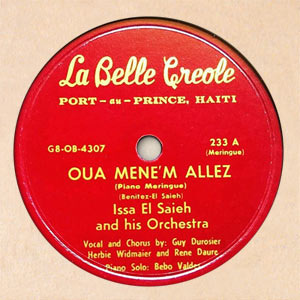 La Belle Creole
PORT-au-PRINCE, HAITI
G8-OB-4307
233 A
(Meringue)
OUA MENE'M ALLEZ
(Piano Meringue)
(Benitez-El Saieh)
Issa El Saieh
and his Orchestra
Vocal and Chorus by: Guy Durosier
Herbie Widmaier and Rene Daure
Piano Solo: Bebo